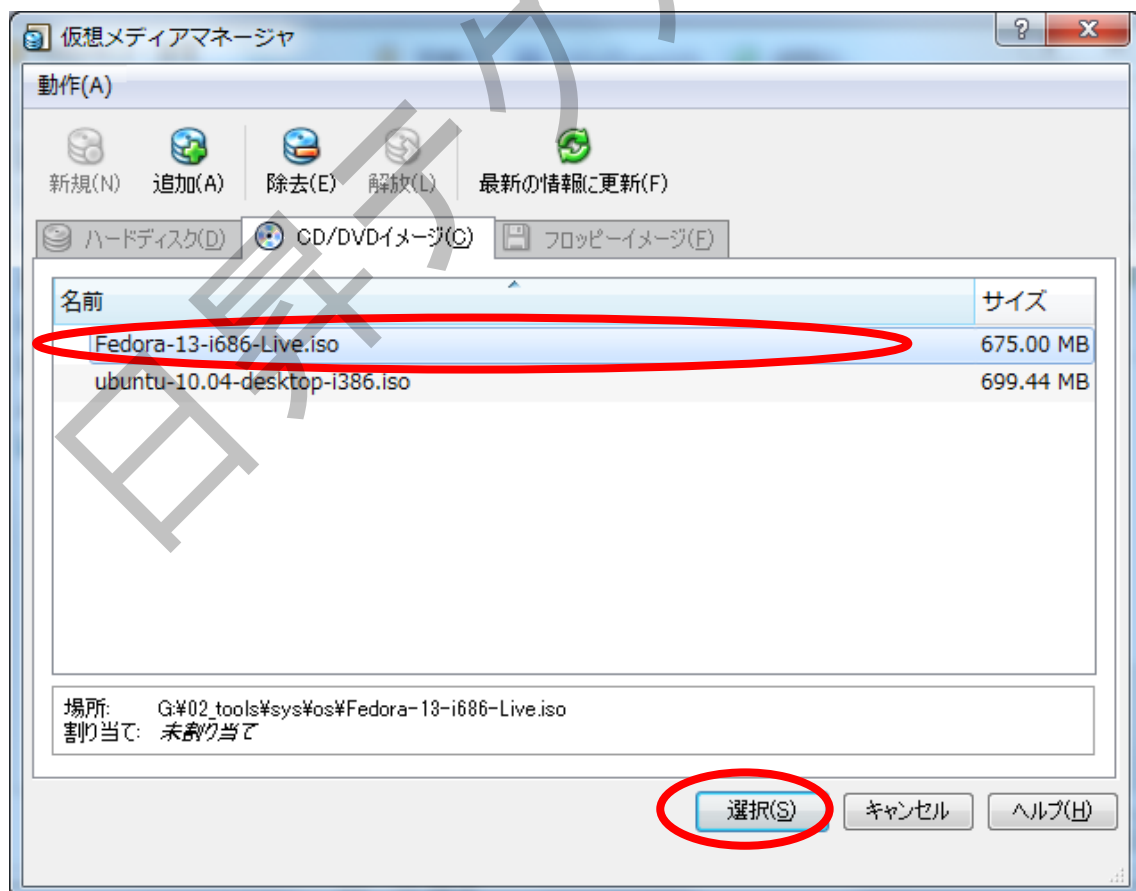 仮想メディアマネージャ
動作(A)
新規(N) 追加(A) 除去(E) 解放(L) 最新の情報に更新(F)
ハードディスク(D) CD/DVDイメージ(C) フロッピーイメージ(F)
名前 サイズ
Fedora-13-i686-Live.iso 675.00 MB
ubuntu-10.04-desktop-i386.iso 699.44 MB
場所: G:¥02_tools¥sys¥os¥Fedora-13-i686-Live.iso
割り当て: 未割り当て
選択(S) キャンセル ヘルプ(H)